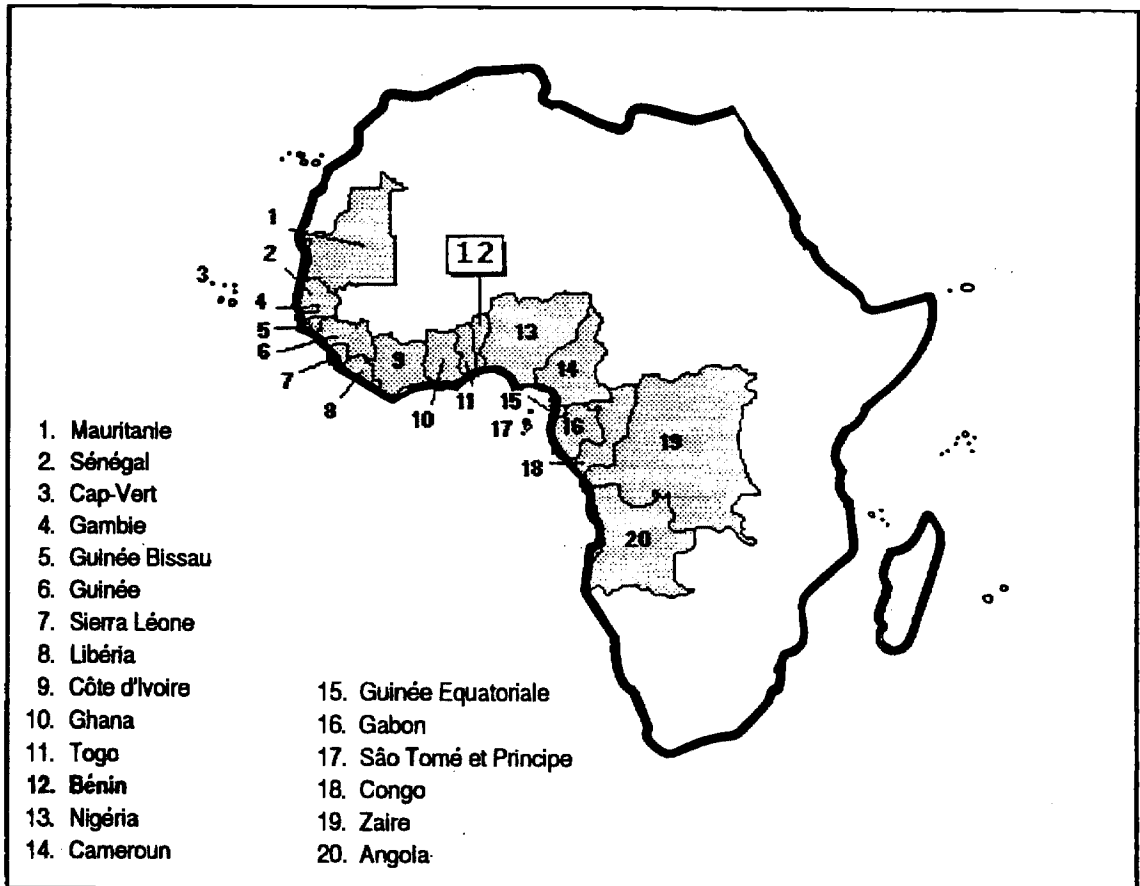 1
2
3
4
5
6
7
8
9
10
11
12
13
14
15
16
17
18
19
20
1. Mauritanie
2. Sénégal
3. Cap-Vert
4. Gambie
5. Guinée Bissau
6. Guinée
7. Sierra Léone
8. Libéria
9. Côte d'Ivoire
10. Ghana
11. Togo
12. Bénin
13. Nigéria
14. Cameroun
15. Guinée Equatoriale
16. Gabon
17. Sâo Tomé et Principe
18. Congo
19. Zaire
20. Angola